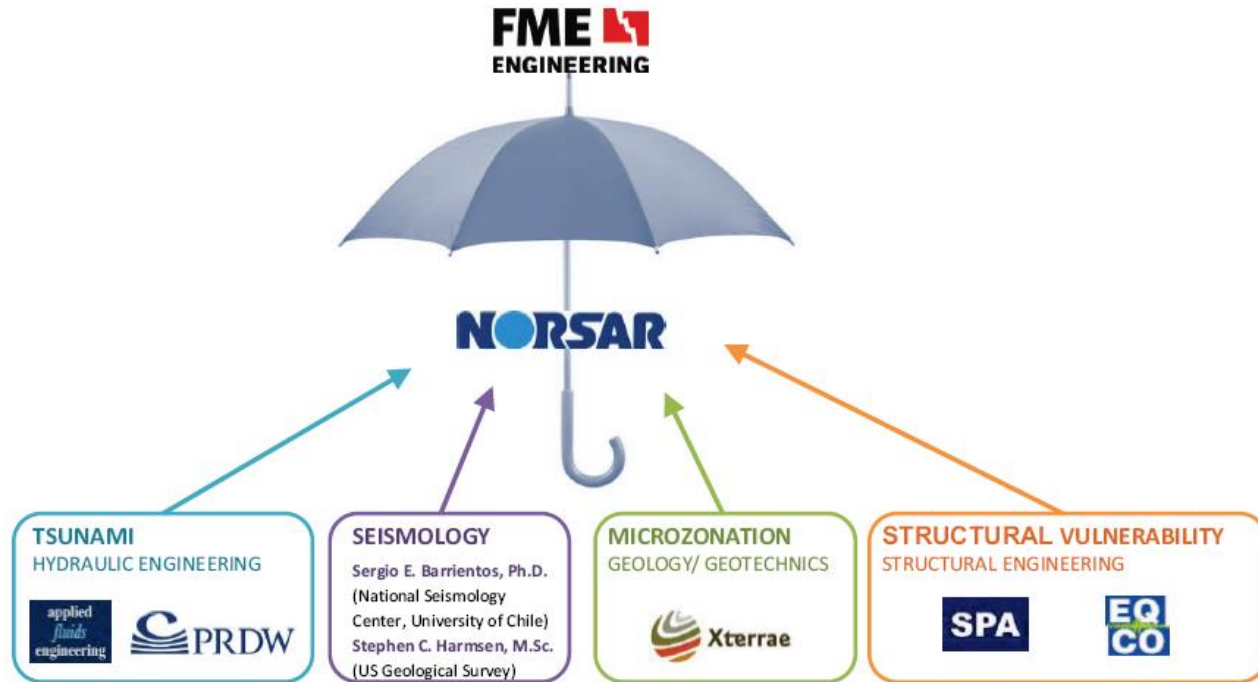 FME
ENGINEERING
NORSAR
TSUNAMI
HYDRAULIC ENGINEERING
applied
fluids
engineering
PRDW
SEISMOLOGY
Sergio E. Barrientos, Ph.D.
(National Seismology
Center, University of Chile)
Stephen C. Harmsen, M.Sc.
(US Geological Survey)
MICROZONATION
GEOLOGY/ GEOTECHNICS
Xterrae
STRUCTURAL VULNERABILITY
STRUCTURAL ENGINEERING
SPA
EQ
CO